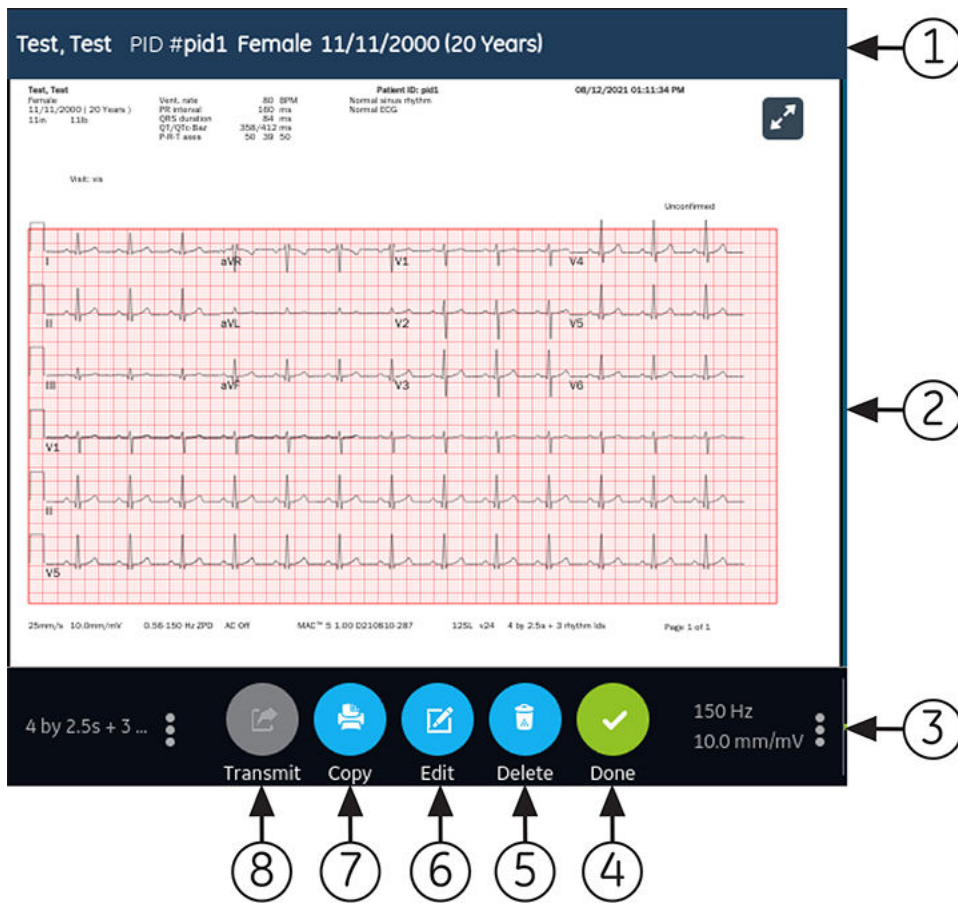 Test, Test PID #pid1 Female 11/11/2000 (20 Years)
1
Test, Test
Female
11/11/2000 ( 20 Years )
11in 11lb
Vent. rate 80 BPM
PR interval 160 ms
QRS duration 84 ms
QT/QTc-Baz 358/412 ms
P-R-T axes 50 39 50
Patient ID: pid1
Normal sinus rhythm
Normal ECG
08/12/2021 01:11:34 PM
Visit: vis
Unconfirmed
I aVR V1 V4
II aVL V2 V5
III aVF V3 V6
V1
II
V5
2
25mm/s 10.0mm/mV 0.56-150 Hz ZPD AC Off MAC™ 5 1.00 D210810-287 12SL v24 4 by 2.5s + 3 rhythm lds Page 1 of 1
4 by 2.5s + 3 ...
Transmit Copy Edit Delete Done
150 Hz
10.0 mm/mV
3
8 7 6 5 4